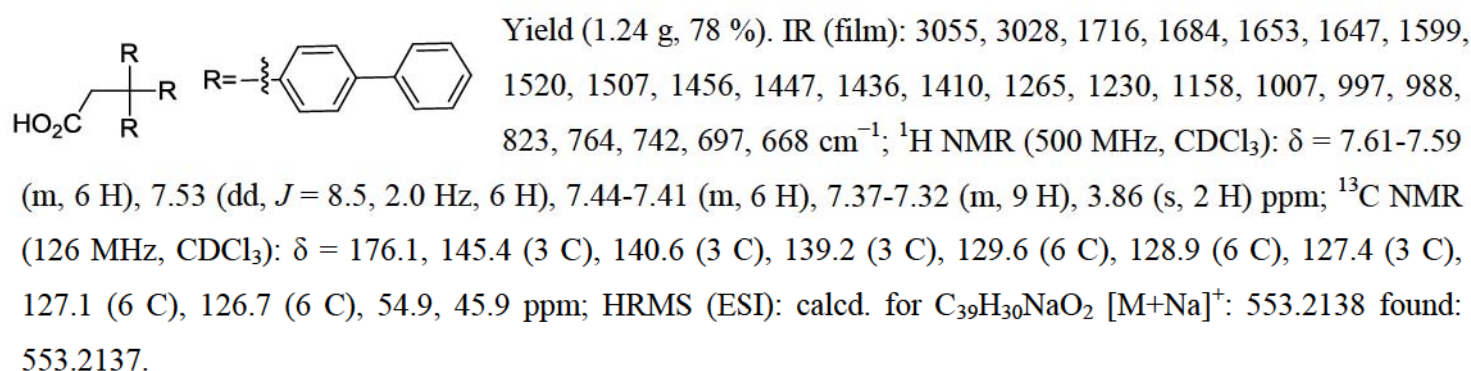 R
R
R
HO₂C
R=
Yield (1.24 g, 78 %). IR (film): 3055, 3028, 1716, 1684, 1653, 1647, 1599,
1520, 1507, 1456, 1447, 1436, 1410, 1265, 1230, 1158, 1007, 997, 988,
823, 764, 742, 697, 668 cm⁻¹; ¹H NMR (500 MHz, CDCl₃): δ = 7.61-7.59
(m, 6 H), 7.53 (dd, J = 8.5, 2.0 Hz, 6 H), 7.44-7.41 (m, 6 H), 7.37-7.32 (m, 9 H), 3.86 (s, 2 H) ppm; ¹³C NMR
(126 MHz, CDCl₃): δ = 176.1, 145.4 (3 C), 140.6 (3 C), 139.2 (3 C), 129.6 (6 C), 128.9 (6 C), 127.4 (3 C),
127.1 (6 C), 126.7 (6 C), 54.9, 45.9 ppm; HRMS (ESI): calcd. for C₃₉H₃₀NaO₂ [M+Na]⁺: 553.2138 found:
553.2137.